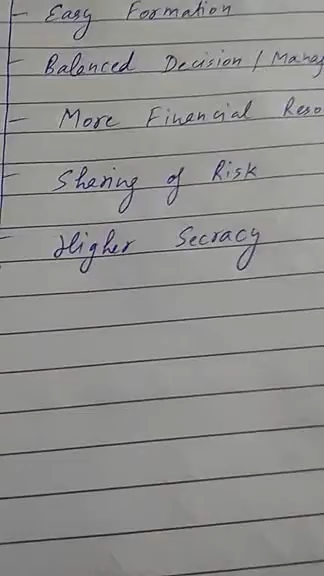 - Easy Formation
- Balanced Decision / Manag
- More Financial Reso
- Sharing of Risk
- Higher Secracy